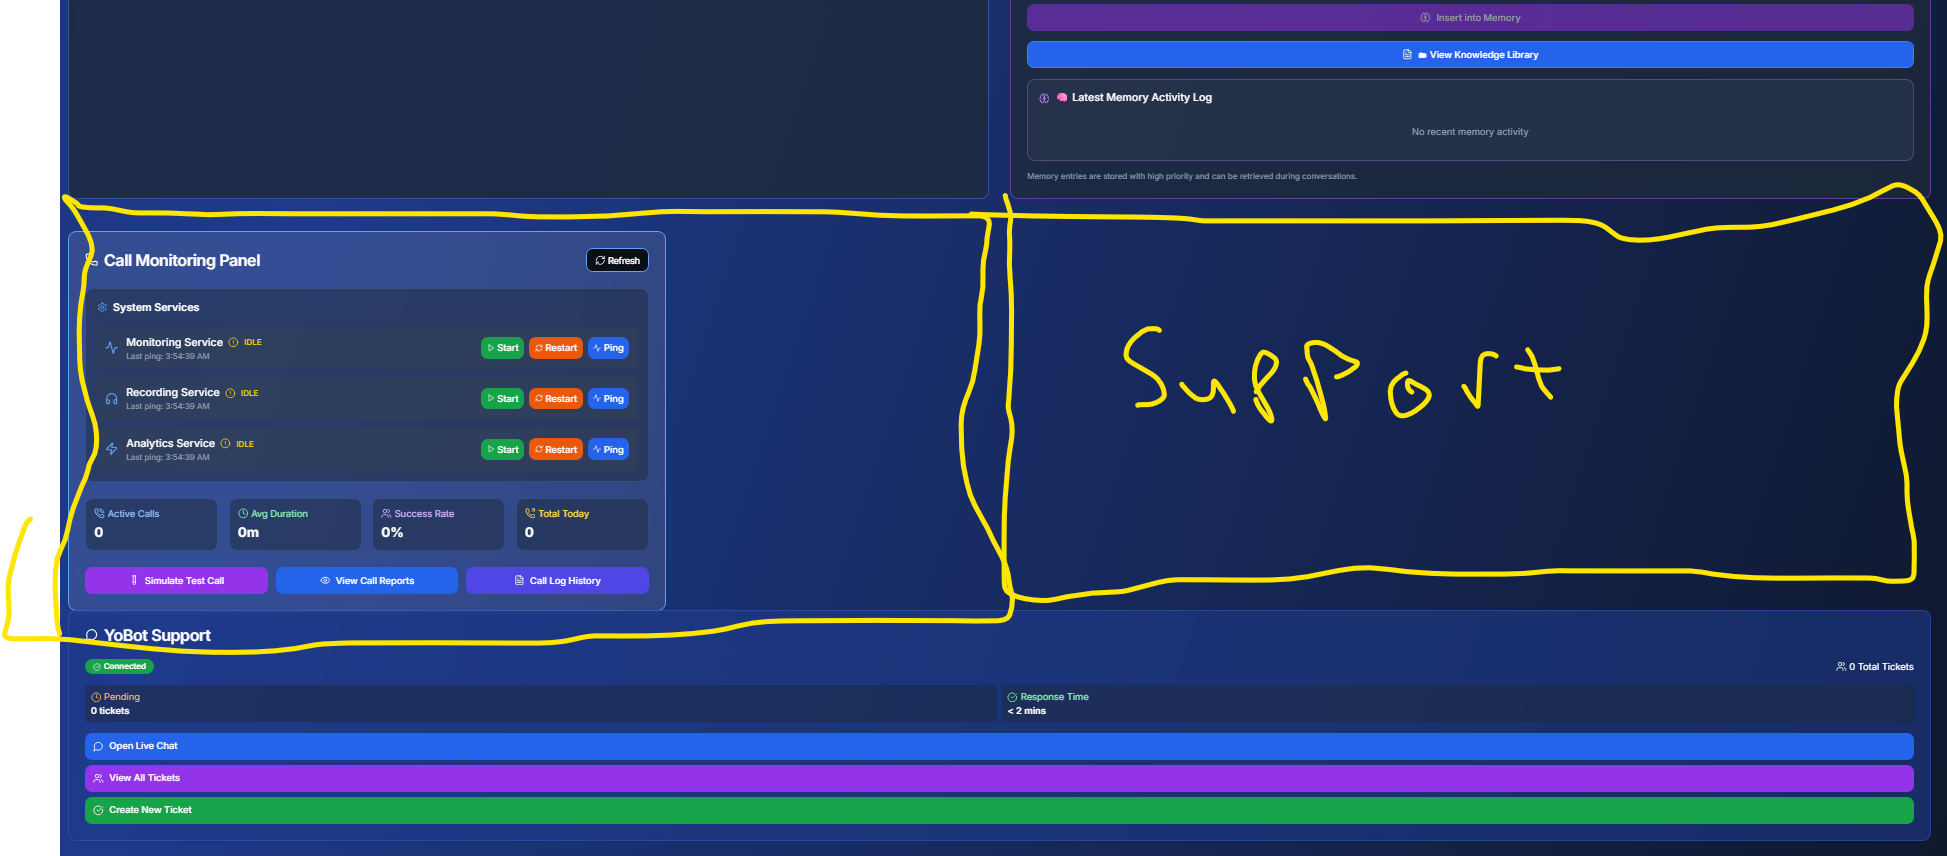 Insert into Memory
View Knowledge Library
Latest Memory Activity Log
No recent memory activity
Memory entries are stored with high priority and can be retrieved during conversations.
Call Monitoring Panel
Refresh
System Services
Monitoring Service IDLE
Last ping: 3:54:39 AM
Start Restart Ping
Recording Service IDLE
Last ping: 3:54:39 AM
Start Restart Ping
Analytics Service IDLE
Last ping: 3:54:39 AM
Start Restart Ping
Active Calls
0
Avg Duration
0m
Success Rate
0%
Total Today
0
Simulate Test Call
View Call Reports
Call Log History
Support
YoBot Support
Connected
0 Total Tickets
Pending
0 tickets
Response Time
< 2 mins
Open Live Chat
View All Tickets
Create New Ticket